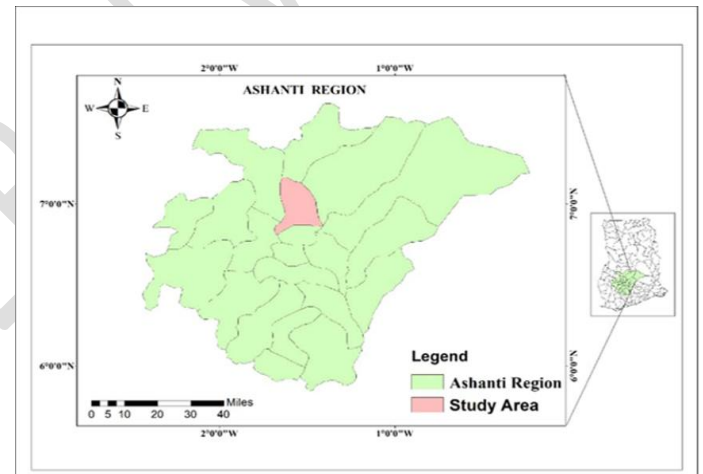 2°0'0"W 1°0'0"W
ASHANTI REGION
N
W E
S
7°0'0"N 7°0'0"N
6°0'0"N 6°0'0"N
Legend
Ashanti Region
Study Area
Miles
0 5 10 20 30 40
2°0'0"W 1°0'0"W